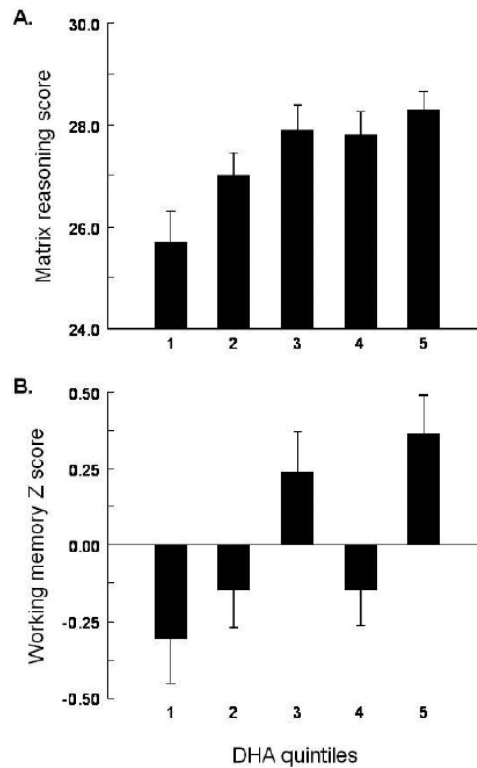 A.
Matrix reasoning score
30.0
28.0
26.0
24.0
1 2 3 4 5
B.
Working memory Z score
0.50
0.25
0.00
-0.25
-0.50
1 2 3 4 5
DHA quintiles